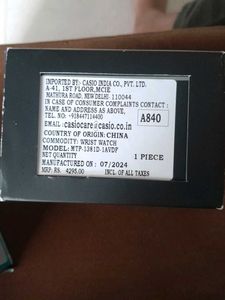 IMPORTED BY: CASIO INDIA CO., PVT. LTD.
A-41, 1ST FLOOR, MCIE
MATHURA ROAD, NEW DELHI- 110044
IN CASE OF CONSUMER COMPLAINTS CONTACT :
NAME AND ADDRESS AS ABOVE,
TEL. NO: +918447114400
EMAIL :casiocare@casio.co.in
A840
COUNTRY OF ORIGIN: CHINA
COMMODITY: WRIST WATCH
MODEL: MTP-1381D-1AVDF
NET QUANTITY 1 PIECE
MANUFACTURED ON : 07/2024
MRP: RS. 4295.00 INCL. OF ALL TAXES